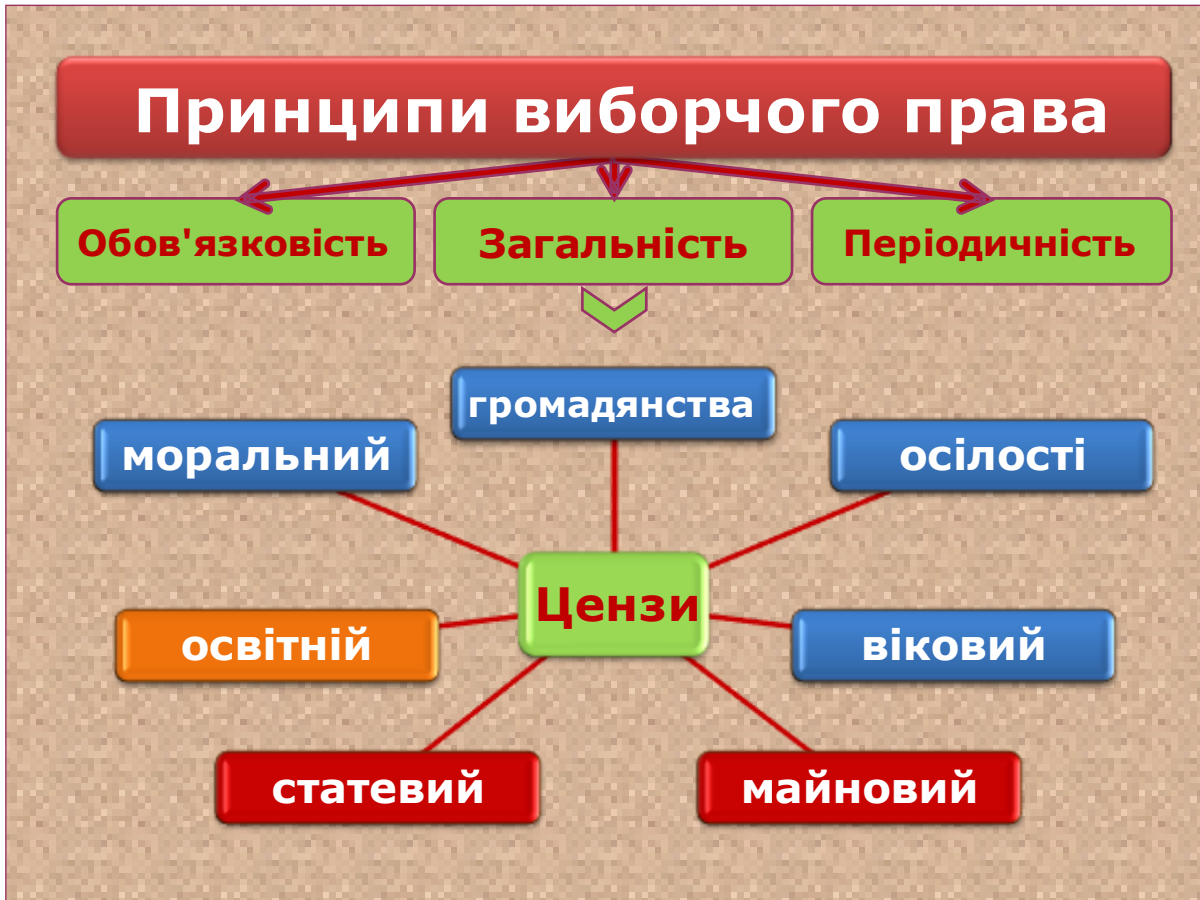 Принципи виборчого права
Обов'язковість
Загальність
Періодичність
громадянства
моральний
осілості
Цензи
освітній
віковий
статевий
майновий